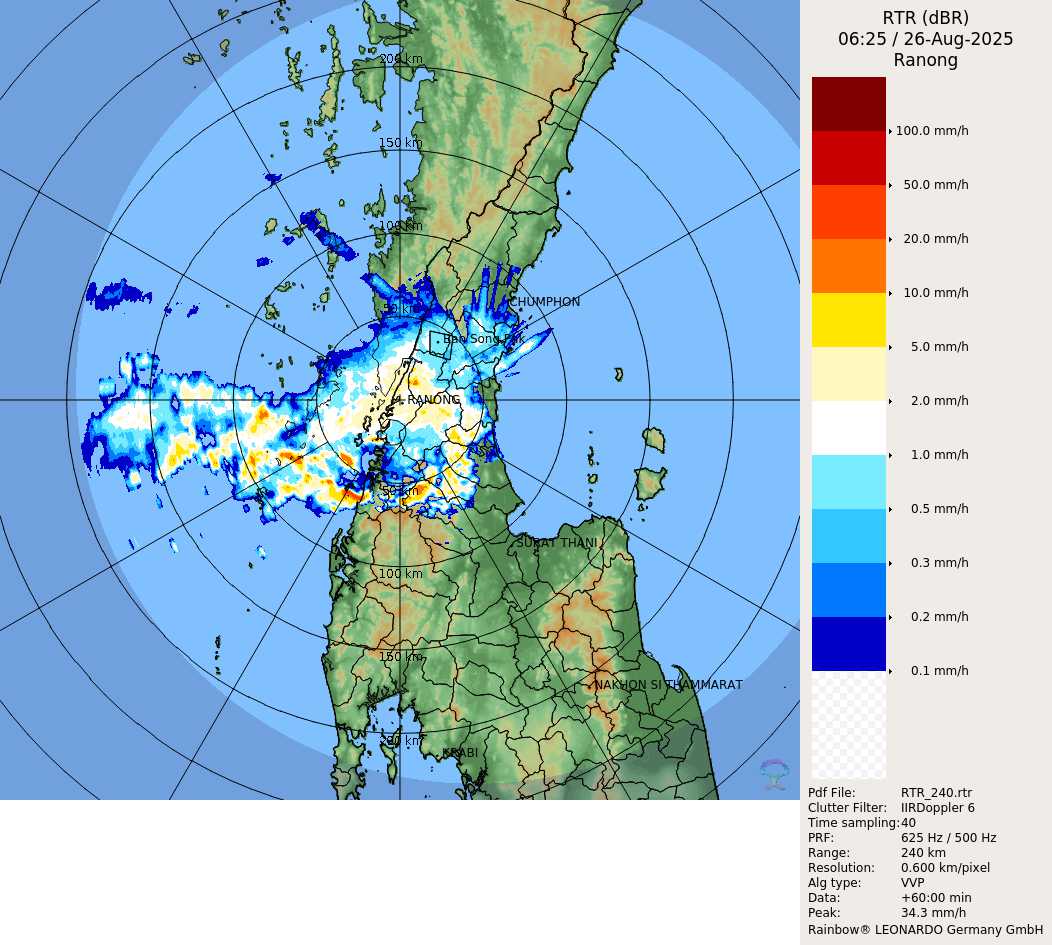 RTR (dBR)
06:25 / 26-Aug-2025
Ranong
200 km
150 km
100 km
50 km
CHUMPHON
Ban Song Phk
RANONG
50 km
SURAT THANI
100 km
150 km
NAKHON SI THAMMARAT
200 km
KRABI
100.0 mm/h
50.0 mm/h
20.0 mm/h
10.0 mm/h
5.0 mm/h
2.0 mm/h
1.0 mm/h
0.5 mm/h
0.3 mm/h
0.2 mm/h
0.1 mm/h
Pdf File: RTR_240.rtr
Clutter Filter: IIRDoppler 6
Time sampling: 40
PRF: 625 Hz / 500 Hz
Range: 240 km
Resolution: 0.600 km/pixel
Alg type: VVP
Data: +60:00 min
Peak: 34.3 mm/h
Rainbow® LEONARDO Germany GmbH